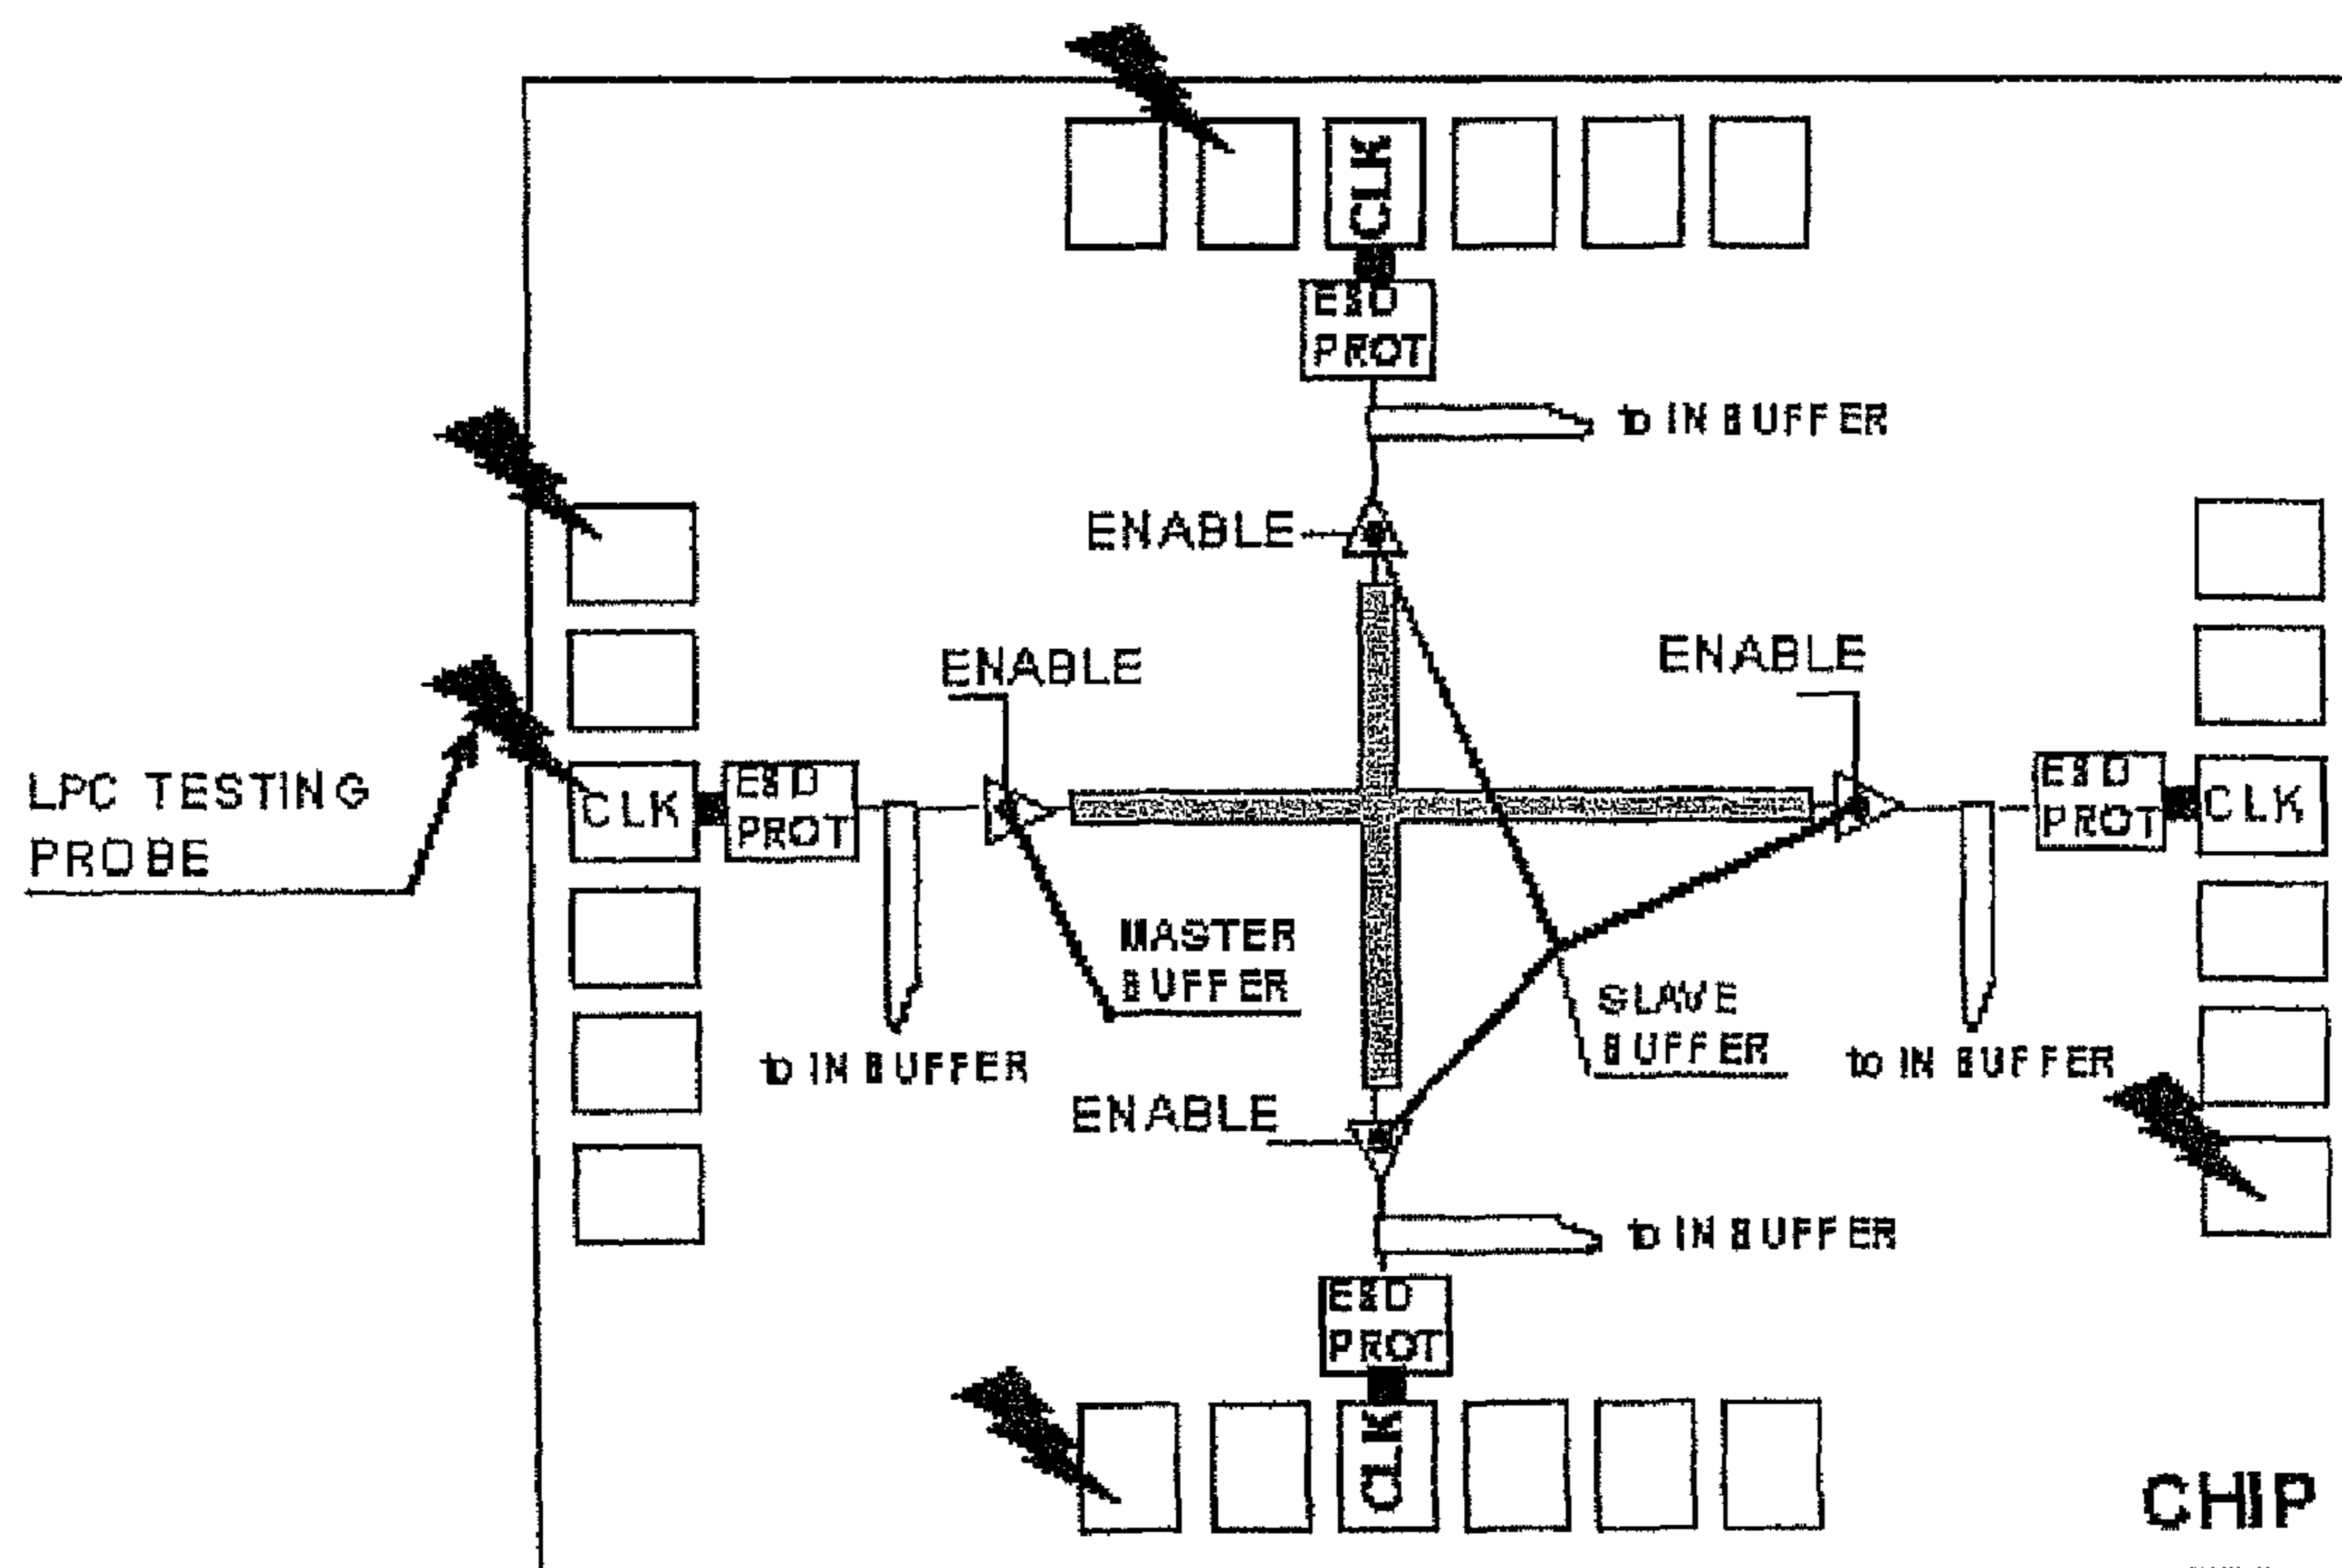 CLK
ESD
PROT
to IN BUFFER
ENABLE
ENABLE
ENABLE
LPC TESTING
PROBE
CLK
ESD
PROT
ESD
PROT
CLK
MASTER
BUFFER
SLAVE
BUFFER
to IN BUFFER
to IN BUFFER
ENABLE
to IN BUFFER
ESD
PROT
CLK
CHIP